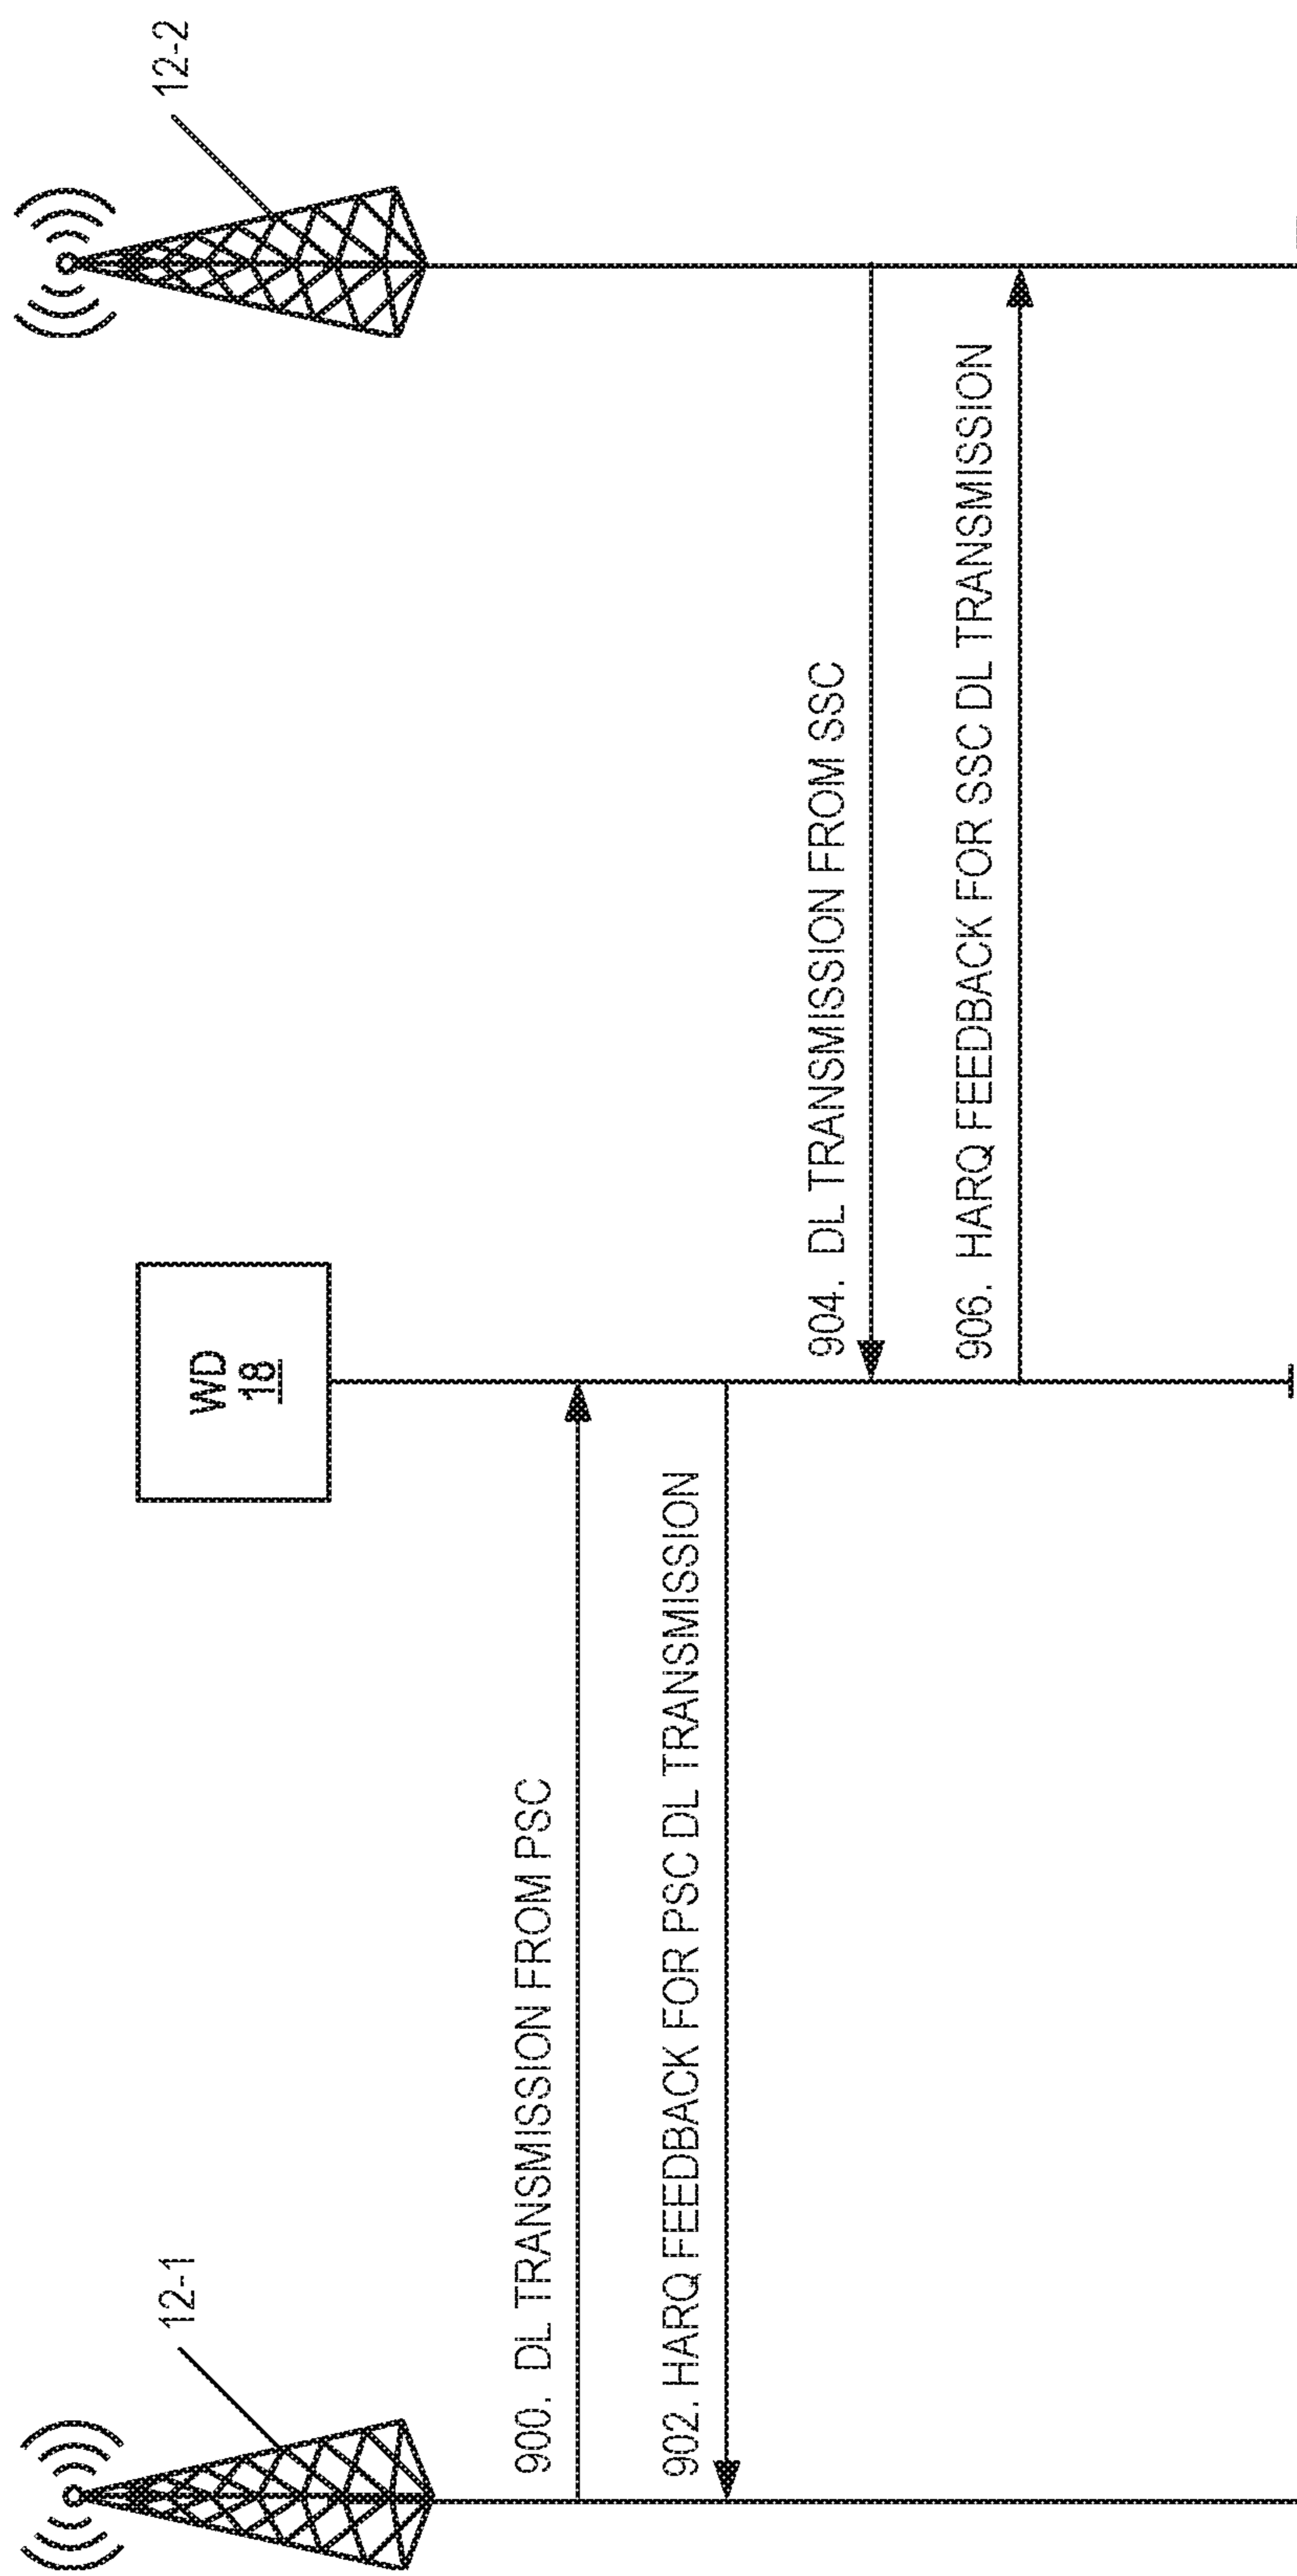 12-1
WD
18
12-2
900. DL TRANSMISSION FROM PSC
902. HARQ FEEDBACK FOR PSC DL TRANSMISSION
904. DL TRANSMISSION FROM SSC
906. HARQ FEEDBACK FOR SSC DL TRANSMISSION